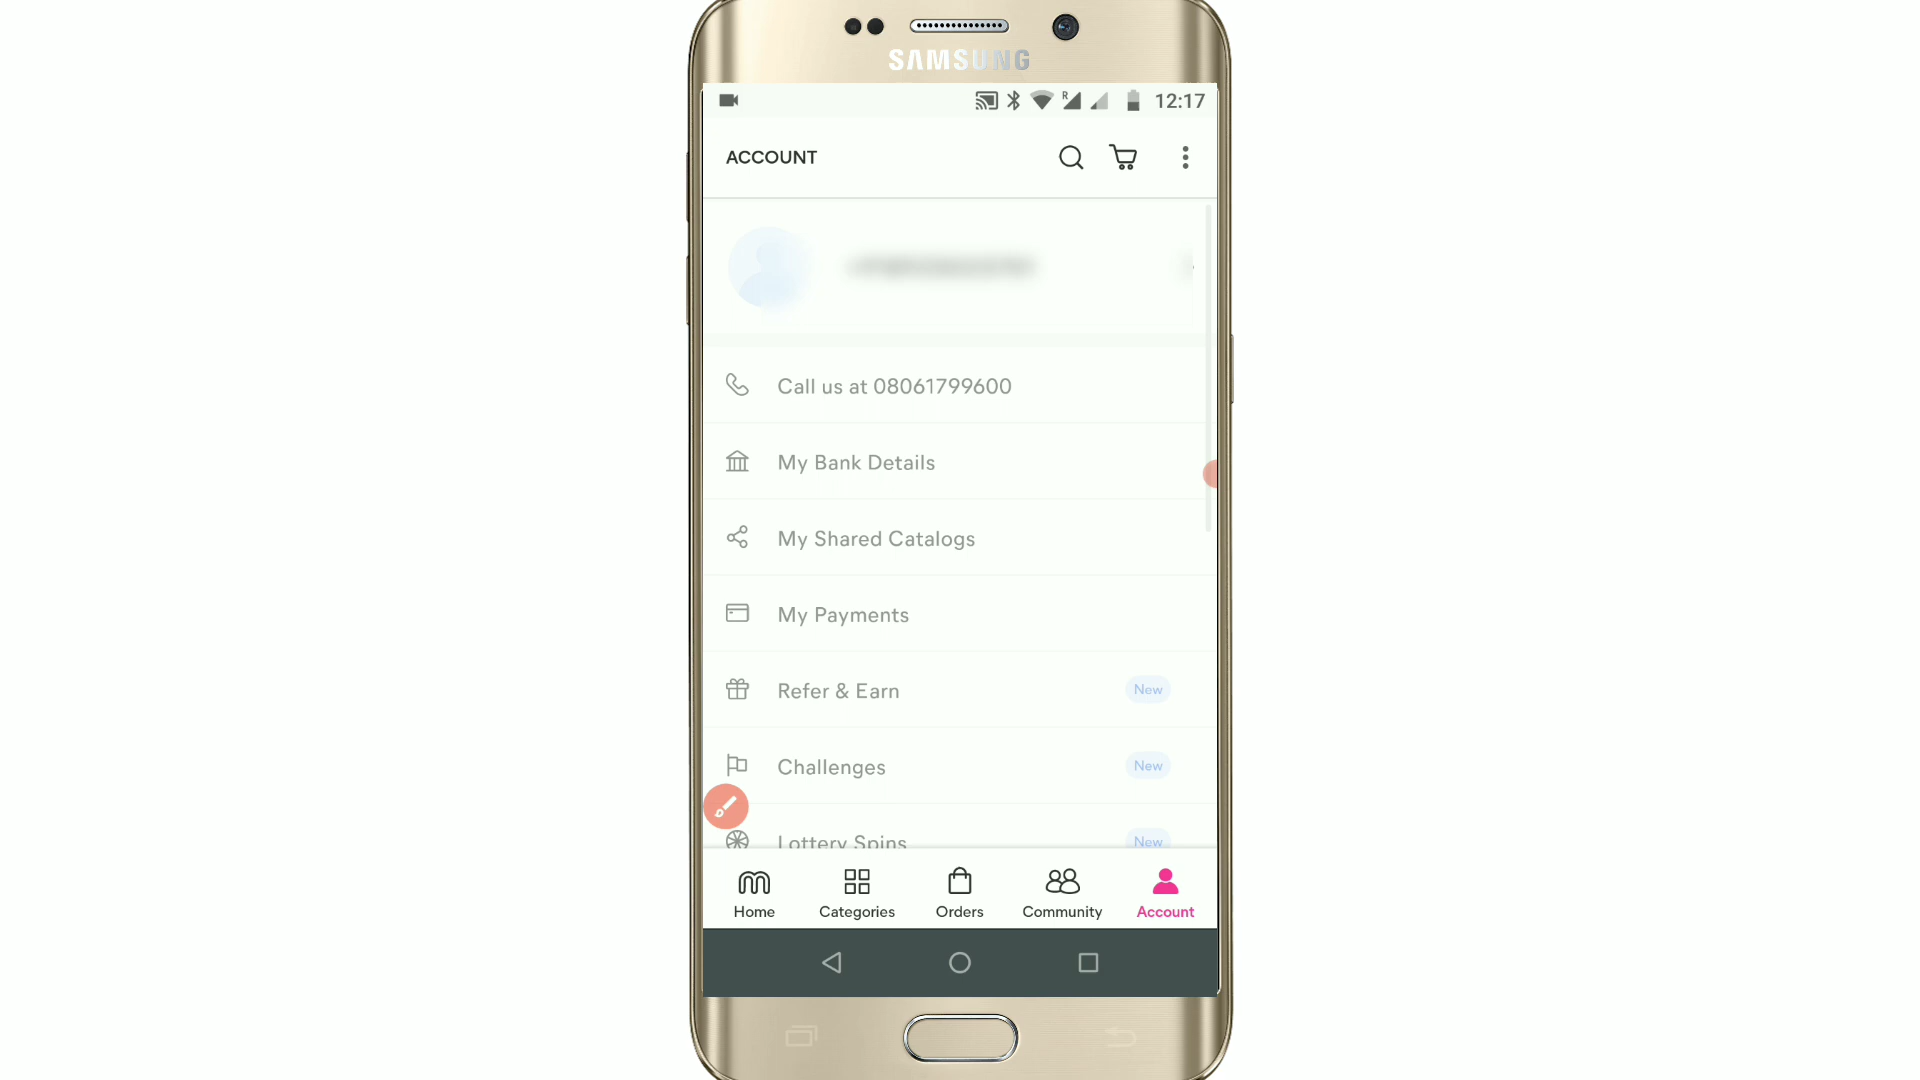 SAMSUNG
R
12:17
ACCOUNT
Call us at 08061799600
My Bank Details
My Shared Catalogs
My Payments
Refer & Earn
New
Challenges
New
Lottery Spins
New
Home
Categories
Orders
Community
Account